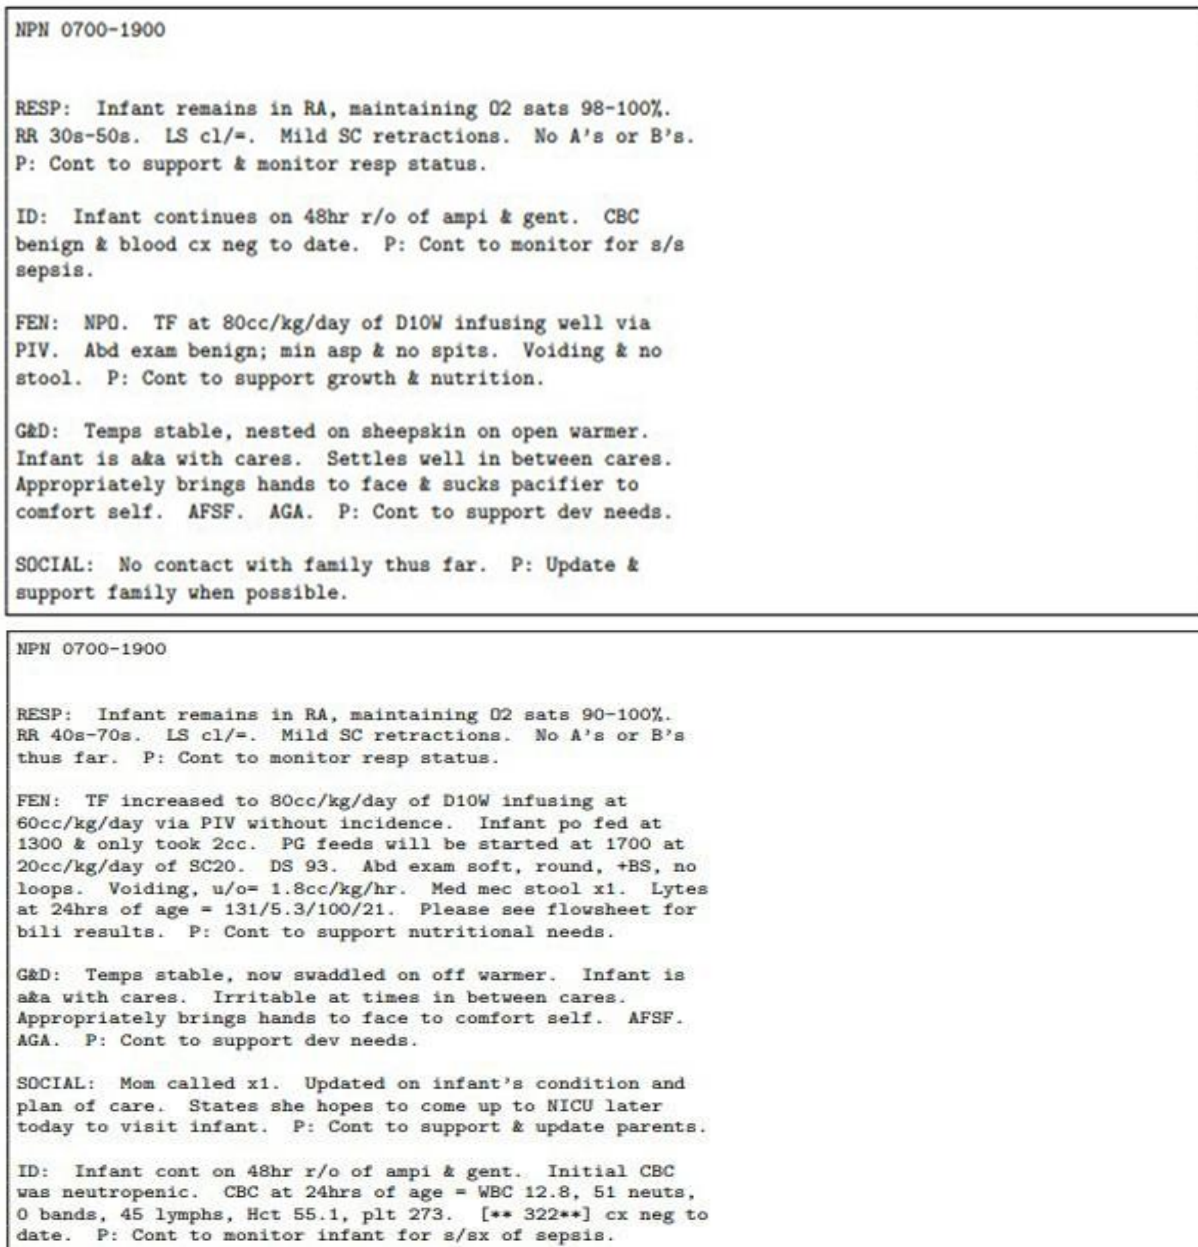 NPN 0700-1900
RESP:  Infant remains in RA, maintaining O2 sats 98-100%.
RR 30s-50s.  LS cl/=.  Mild SC retractions.  No A's or B's.
P: Cont to support & monitor resp status.
ID:  Infant continues on 48hr r/o of ampi & gent.  CBC
benign & blood cx neg to date.  P: Cont to monitor for s/s
sepsis.
FEN:  NPO.  TF at 80cc/kg/day of D10W infusing well via
PIV.  Abd exam benign; min asp & no spits.  Voiding & no
stool.  P: Cont to support growth & nutrition.
G&D:  Temps stable, nested on sheepskin on open warmer.
Infant is a&a with cares.  Settles well in between cares.
Appropriately brings hands to face & sucks pacifier to
comfort self.  AFSF.  AGA.  P: Cont to support dev needs.
SOCIAL:  No contact with family thus far.  P: Update &
support family when possible.
NPN 0700-1900
RESP:  Infant remains in RA, maintaining O2 sats 90-100%.
RR 40s-70s.  LS cl/=.  Mild SC retractions.  No A's or B's
thus far.  P: Cont to monitor resp status.
FEN:  TF increased to 80cc/kg/day of D10W infusing at
60cc/kg/day via PIV without incidence.  Infant po fed at
1300 & only took 2cc.  PG feeds will be started at 1700 at
20cc/kg/day of SC20.  DS 93.  Abd exam soft, round, +BS, no
loops.  Voiding, u/o= 1.8cc/kg/hr.  Med mec stool x1.  Lytes
at 24hrs of age = 131/5.3/100/21.  Please see flowsheet for
bili results.  P: Cont to support nutritional needs.
G&D:  Temps stable, now swaddled on off warmer.  Infant is
a&a with cares.  Irritable at times in between cares.
Appropriately brings hands to face to comfort self.  AFSF.
AGA.  P: Cont to support dev needs.
SOCIAL:  Mom called x1.  Updated on infant's condition and
plan of care.  States she hopes to come up to NICU later
today to visit infant.  P: Cont to support & update parents.
ID:  Infant cont on 48hr r/o of ampi & gent.  Initial CBC
was neutropenic.  CBC at 24hrs of age = WBC 12.8, 51 neuts,
0 bands, 45 lymphs, Hct 55.1, plt 273.  [** 322**] cx neg to
date.  P: Cont to monitor infant for s/sx of sepsis.